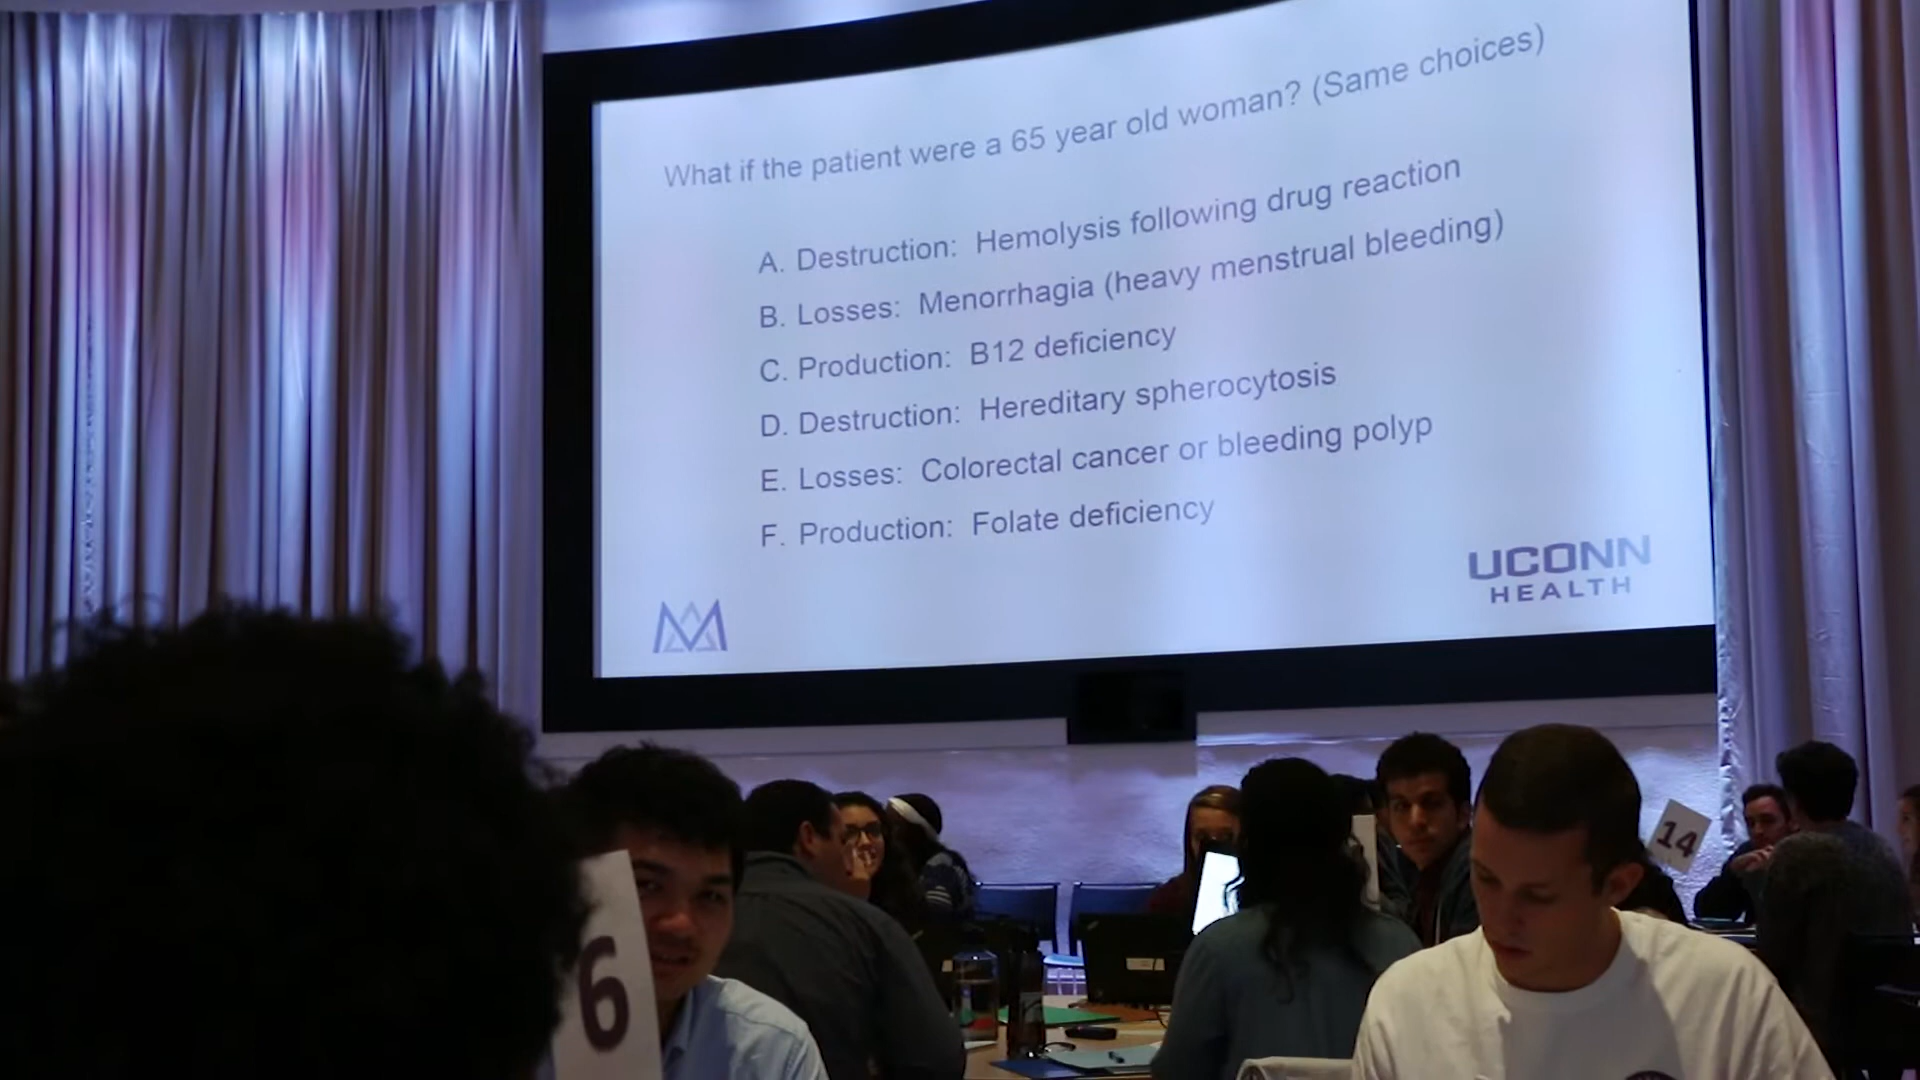 What if the patient were a 65 year old woman? (Same choices)
A. Destruction: Hemolysis following drug reaction
B. Losses: Menorrhagia (heavy menstrual bleeding)
C. Production: B12 deficiency
D. Destruction: Hereditary spherocytosis
E. Losses: Colorectal cancer or bleeding polyp
F. Production: Folate deficiency
UCONN
HEALTH
14
6